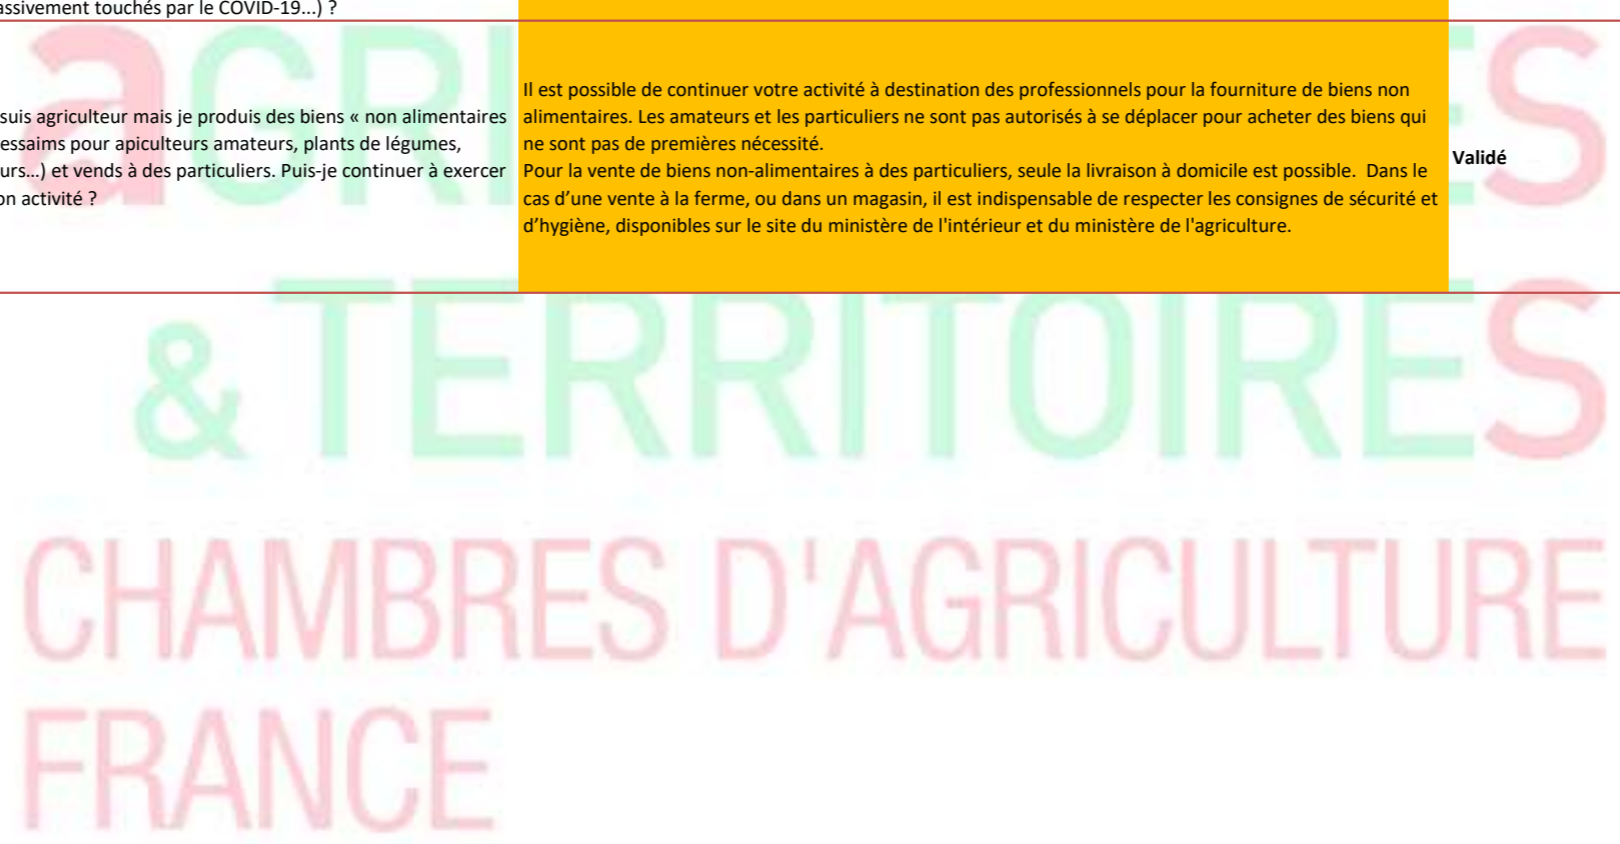 assivement touchés par le COVID-19...) ?
suis agriculteur mais je produis des biens « non alimentaires
essaims pour apiculteurs amateurs, plants de légumes,
urs...) et vends à des particuliers. Puis-je continuer à exercer
on activité ?
Il est possible de continuer votre activité à destination des professionnels pour la fourniture de biens non
alimentaires. Les amateurs et les particuliers ne sont pas autorisés à se déplacer pour acheter des biens qui
ne sont pas de premières nécessité.
Pour la vente de biens non-alimentaires à des particuliers, seule la livraison à domicile est possible. Dans le
cas d’une vente à la ferme, ou dans un magasin, il est indispensable de respecter les consignes de sécurité et
d’hygiène, disponibles sur le site du ministère de l'intérieur et du ministère de l'agriculture.
Validé
aGRI ES
& TERRITOIRES
CHAMBRES D'AGRICULTURE
FRANCE